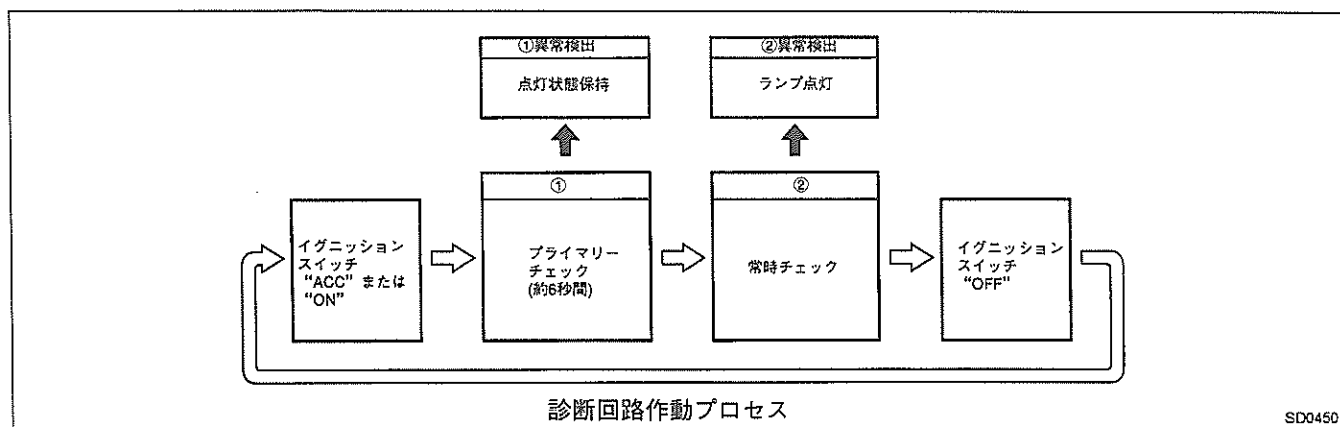 ①異常検出
点灯状態保持
②異常検出
ランプ点灯
イグニッション
スイッチ
“ACC” または
“ON”
①
プライマリー
チェック
(約6秒間)
②
常時チェック
イグニッション
スイッチ
“OFF”
診断回路作動プロセス
SD0450